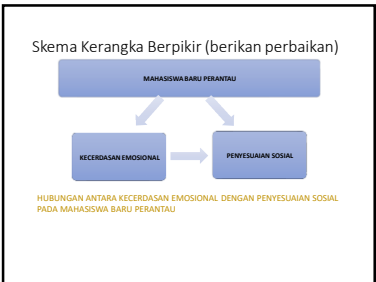 Skema Kerangka Berpikir (berikan perbaikan)
MAHASISWA BARU PERANTAU
KECERDASAN EMOSIONAL
PENYESUAIAN SOSIAL
HUBUNGAN ANTARA KECERDASAN EMOSIONAL DENGAN PENYESUAIAN SOSIAL
PADA MAHASISWA BARU PERANTAU